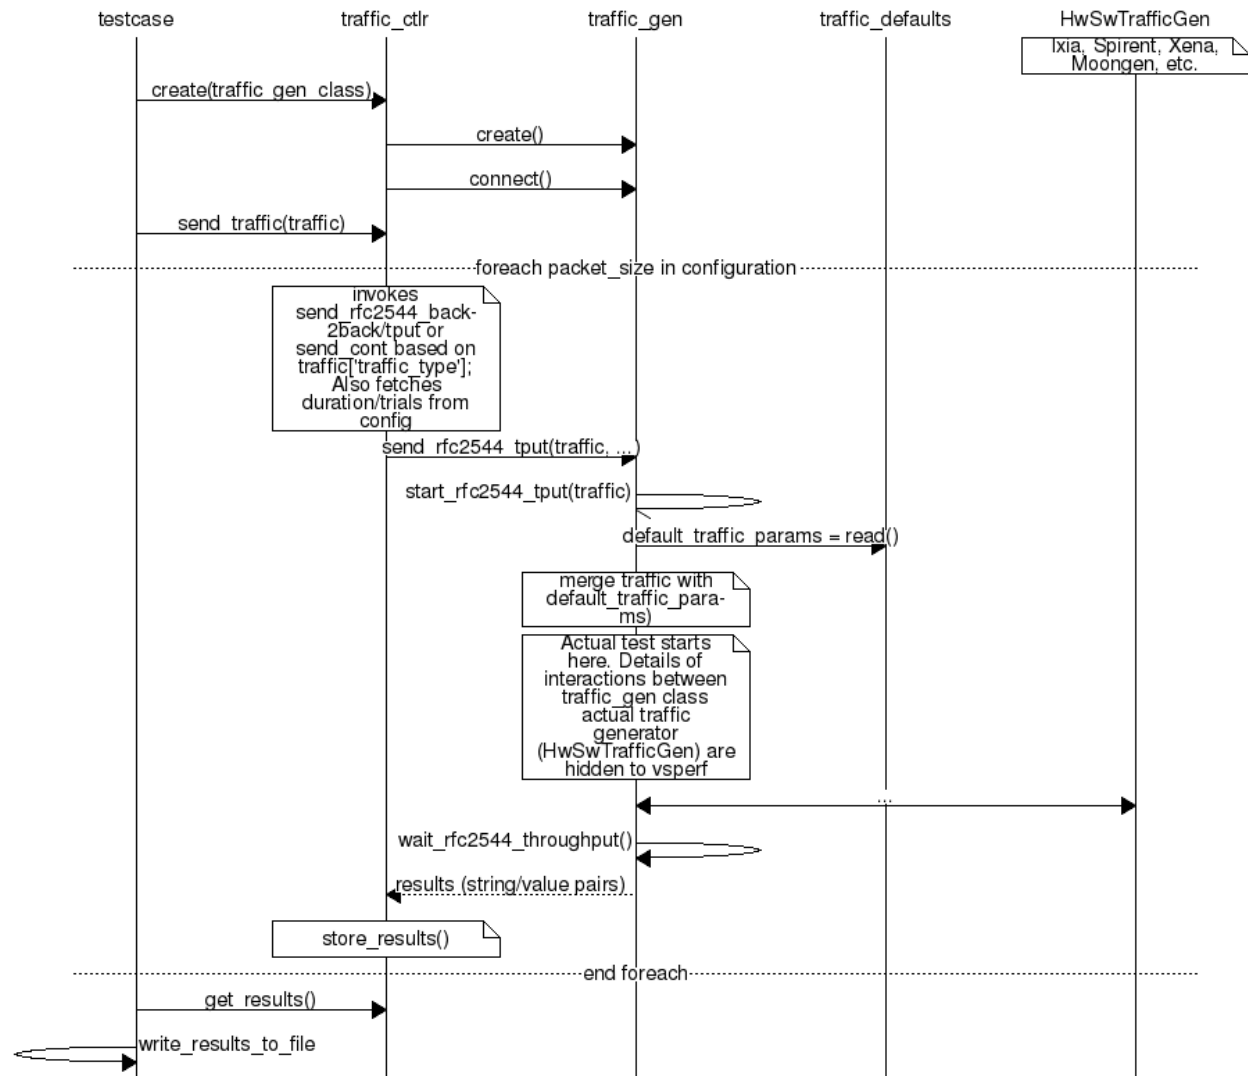 testcase traffic_ctlr traffic_gen traffic_defaults HwSwTrafficGen
Ixia, Spirent, Xena,
Moongen, etc.
create(traffic_gen_class)
create()
connect()
send_traffic(traffic)
foreach packet_size in configuration
invokes
send_rfc2544_back-
2back/tput or
send_cont based on
traffic['traffic_type'];
Also fetches
duration/trials from
config
send_rfc2544_tput(traffic, ...)
start_rfc2544_tput(traffic)
default_traffic_params = read()
merge traffic with
default_traffic_para-
ms)
Actual test starts
here. Details of
interactions between
traffic_gen class
actual traffic
generator
(HwSwTrafficGen) are
hidden to vsperf
...
wait_rfc2544_throughput()
results (string/value pairs)
store_results()
end foreach
get_results()
write_results_to_file